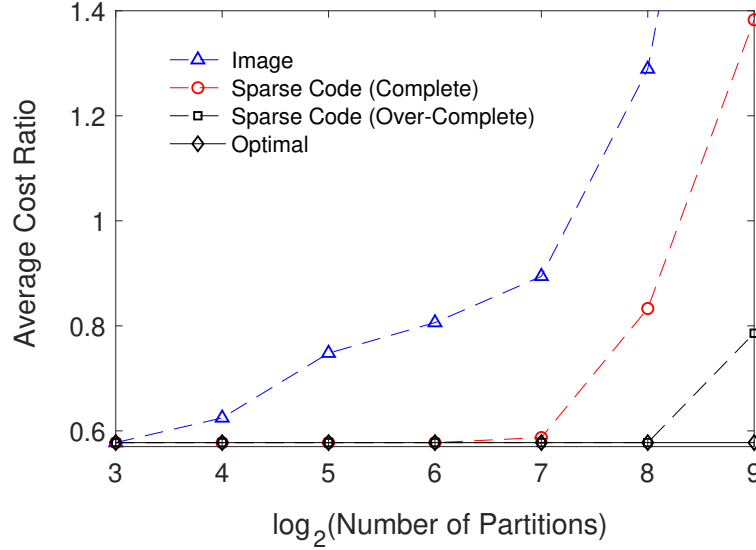 1.4
1.2
1
0.8
0.6
Average Cost Ratio
Image
Sparse Code (Complete)
Sparse Code (Over-Complete)
Optimal
3 4 5 6 7 8 9
log₂(Number of Partitions)